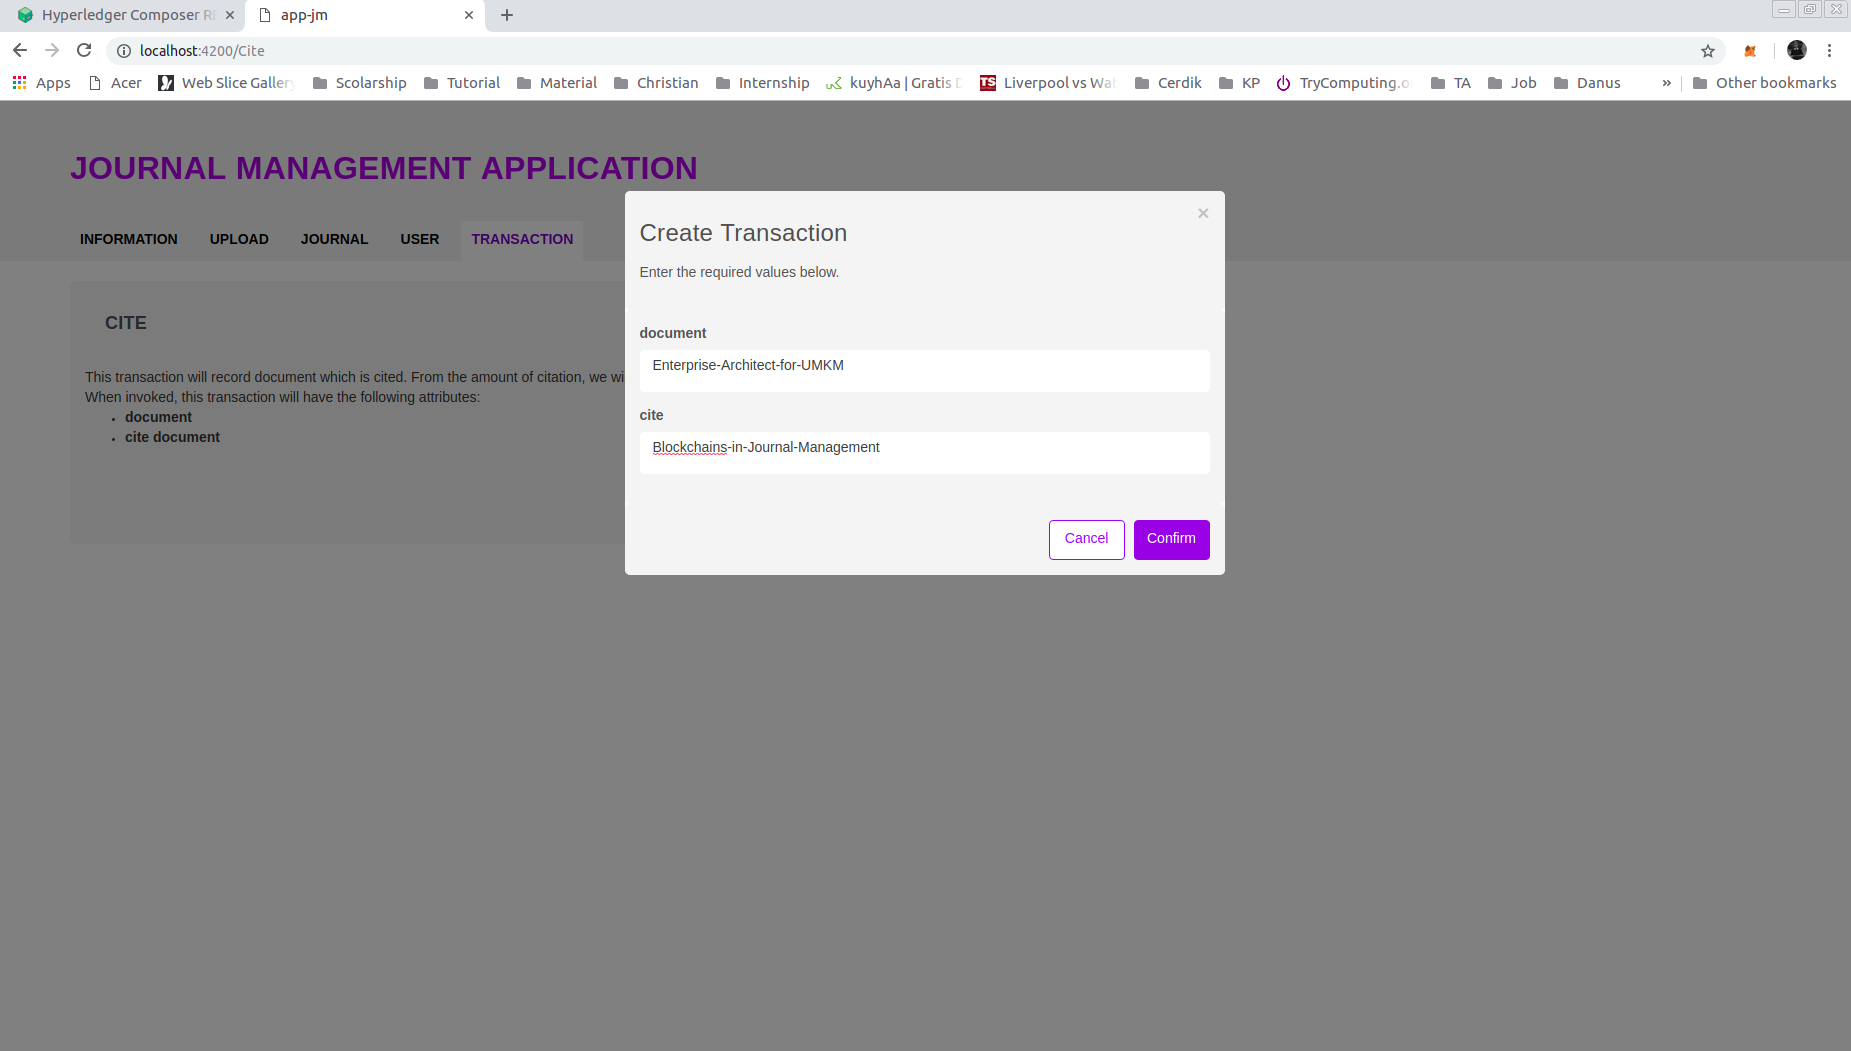 Hyperledger Composer R
app-jm
localhost:4200/Cite
Apps Acer Web Slice Gallery Scolarship Tutorial Material Christian Internship kuyhAa | Gratis Liverpool vs Wa Cerdik KP TryComputing.o TA Job Danus » Other bookmarks
JOURNAL MANAGEMENT APPLICATION
INFORMATION UPLOAD JOURNAL USER TRANSACTION
CITE
This transaction will record document which is cited. From the amount of citation, we wi
When invoked, this transaction will have the following attributes:
• document
• cite document
×
Create Transaction
Enter the required values below.
document
Enterprise-Architect-for-UMKM
cite
Blockchains-in-Journal-Management
Cancel Confirm